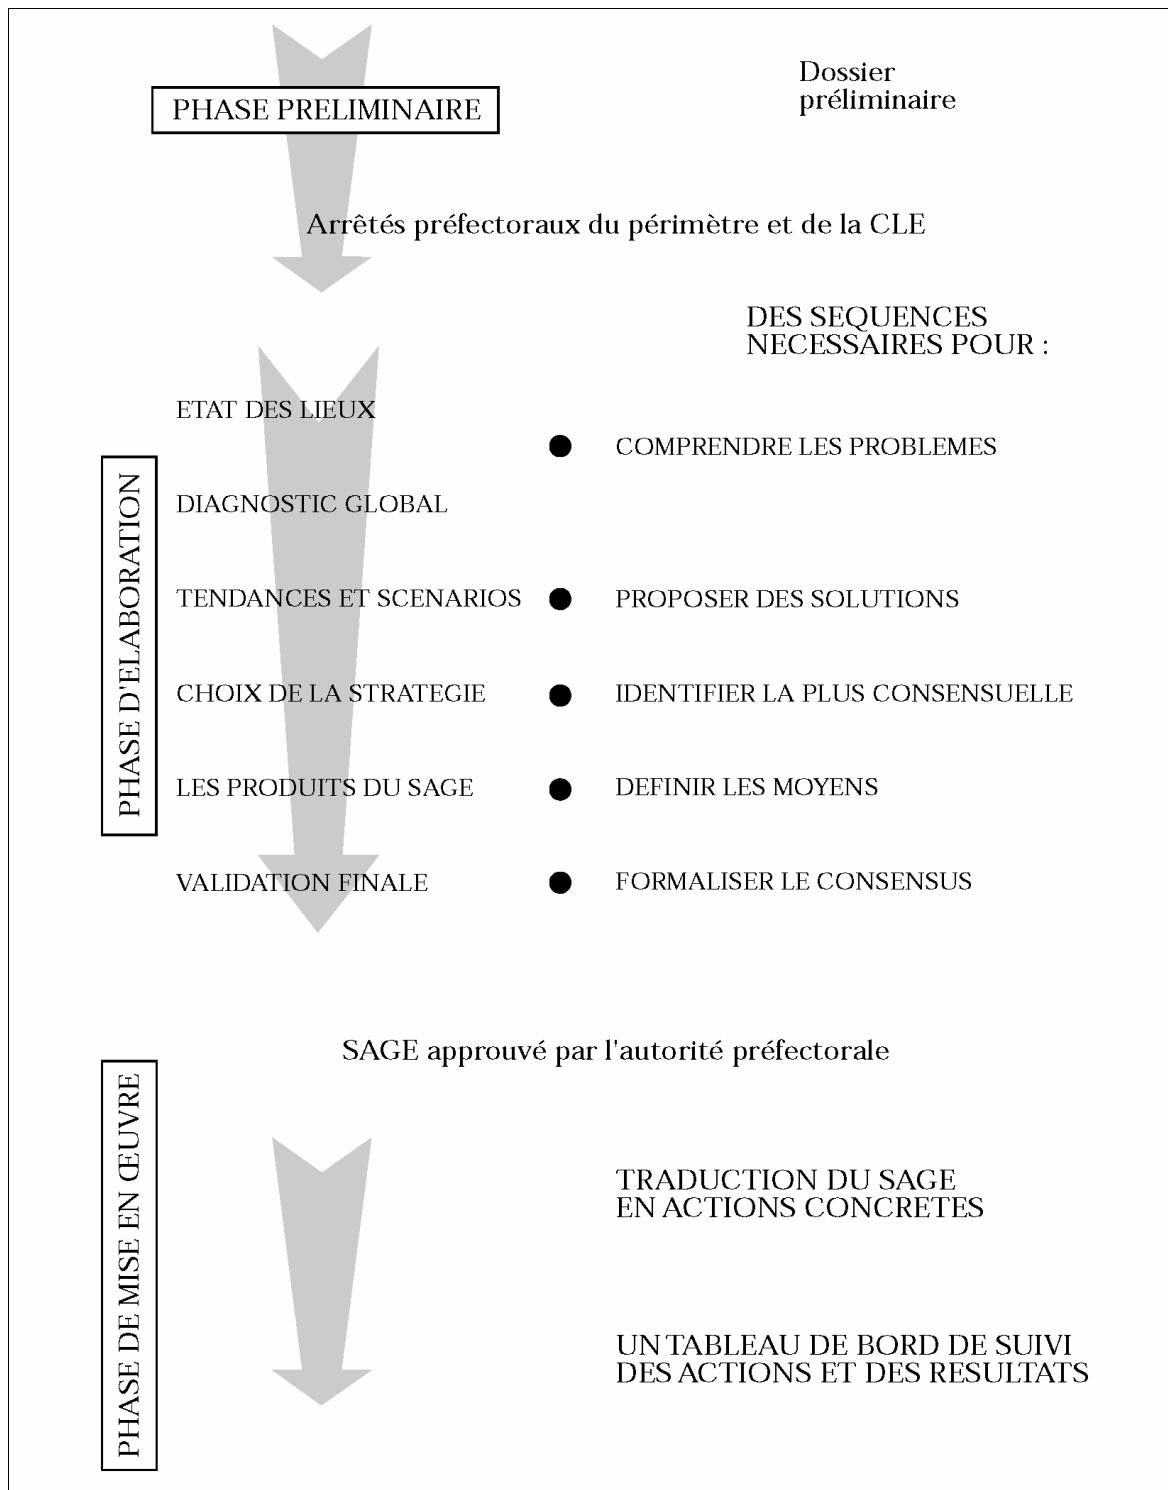 Dossier
préliminaire
PHASE PRELIMINAIRE
Arrêtés préfectoraux du périmètre et de la CLE
DES SEQUENCES
NECESSAIRES POUR :
PHASE D'ELABORATION
ETAT DES LIEUX
COMPRENDRE LES PROBLEMES
DIAGNOSTIC GLOBAL
TENDANCES ET SCENARIOS ● PROPOSER DES SOLUTIONS
CHOIX DE LA STRATEGIE ● IDENTIFIER LA PLUS CONSENSUELLE
LES PRODUITS DU SAGE ● DEFINIR LES MOYENS
VALIDATION FINALE ● FORMALISER LE CONSENSUS
SAGE approuvé par l'autorité préfectorale
PHASE DE MISE EN ŒUVRE
TRADUCTION DU SAGE
EN ACTIONS CONCRETES
UN TABLEAU DE BORD DE SUIVI
DES ACTIONS ET DES RESULTATS